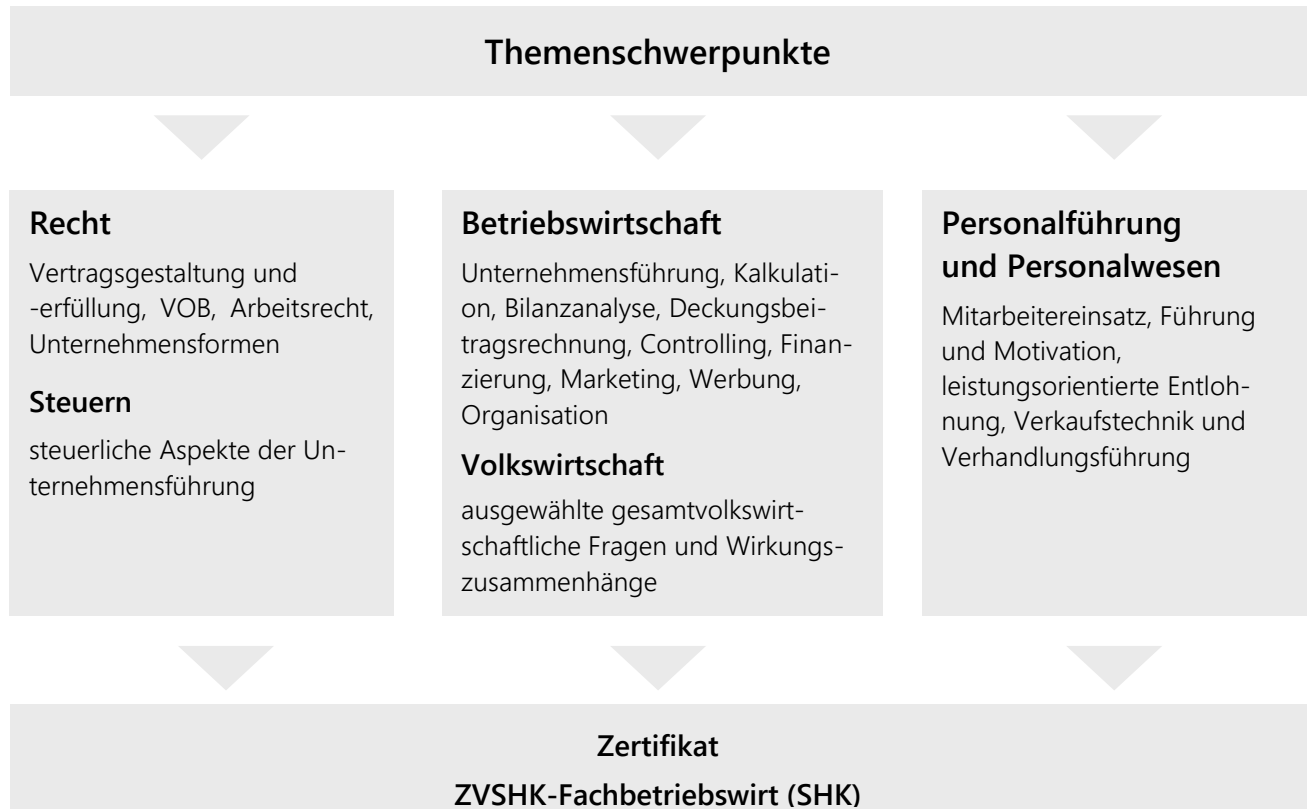 Themenschwerpunkte
Recht
Vertragsgestaltung und
-erfüllung, VOB, Arbeitsrecht,
Unternehmensformen
Steuern
steuerliche Aspekte der Un-
ternehmensführung
Betriebswirtschaft
Unternehmensführung, Kalkulati-
on, Bilanzanalyse, Deckungsbei-
tragsrechnung, Controlling, Finan-
zierung, Marketing, Werbung,
Organisation
Volkswirtschaft
ausgewählte gesamtvolkswirt-
schaftliche Fragen und Wirkungs-
zusammenhänge
Personalführung
und Personalwesen
Mitarbeitereinsatz, Führung
und Motivation,
leistungsorientierte Entloh-
nung, Verkaufstechnik und
Verhandlungsführung
Zertifikat
ZVSHK-Fachbetriebswirt (SHK)